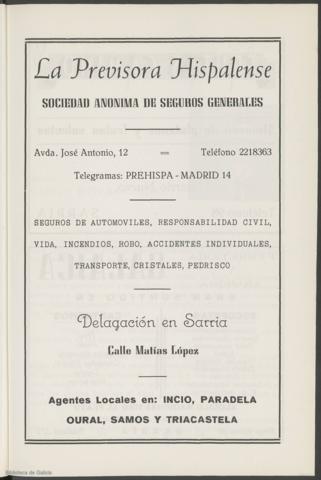 La Previsora Hispalense
SOCIEDAD ANONIMA DE SEGUROS GENERALES
Avda. José Antonio, 12 — Teléfono 2218363
Telegramas: PREHISPA - MADRID 14
SEGUROS DE AUTOMOVILES, RESPONSABILIDAD CIVIL,
VIDA, INCENDIOS, ROBO, ACCIDENTES INDIVIDUALES,
TRANSPORTE, CRISTALES, PEDRISCO
Delagación en Sarria
Calle Matías López
Agentes Locales en: INCIO, PARADELA
OURAL, SAMOS Y TRIACASTELA
Biblioteca de Galicia